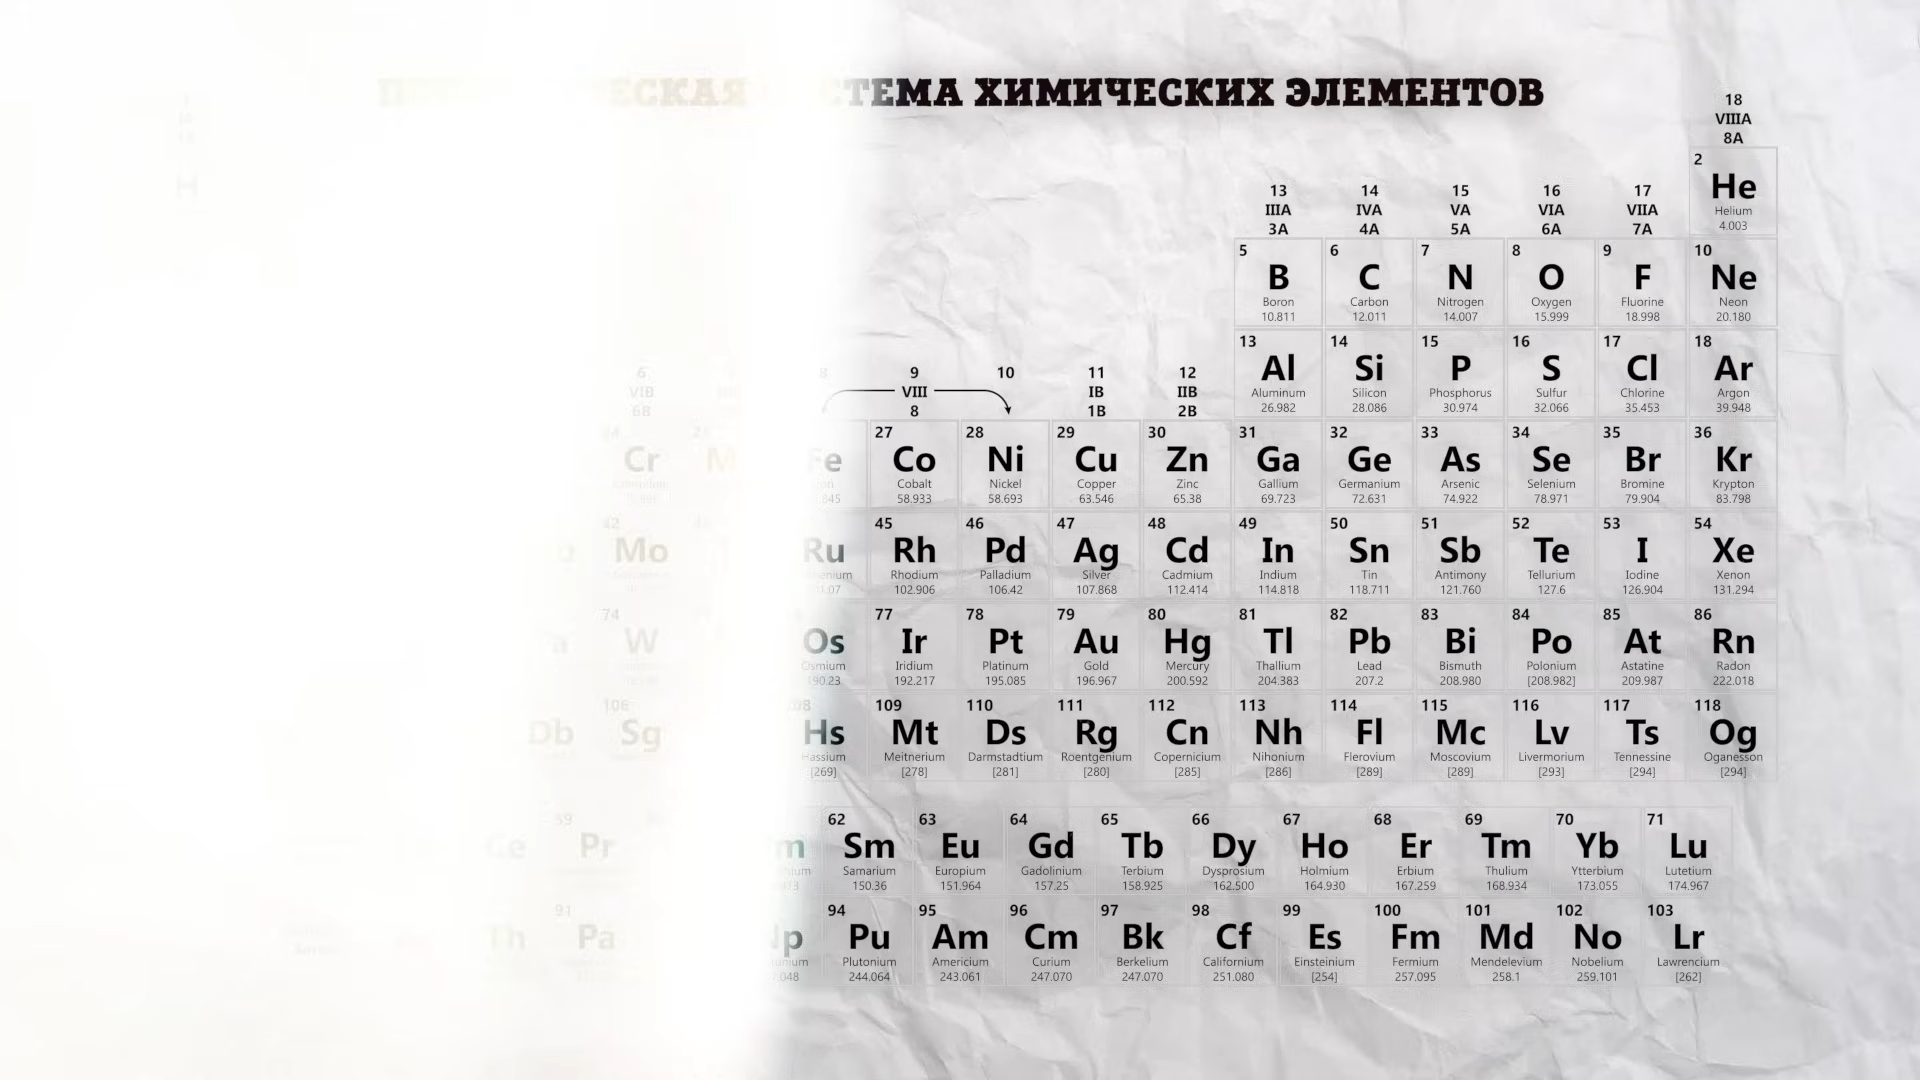 ЕСКАЯ ТЕМА ХИМИЧЕСКИХ ЭЛЕМЕНТОВ
18
VIIIA
8A
2
He
Helium
4.003
13 14 15 16 17
IIIA IVA VA VIA VIIA
3A 4A 5A 6A 7A
5 6 7 8 9 10
B C N O F Ne
Boron Carbon Nitrogen Oxygen Fluorine Neon
10.811 12.011 14.007 15.999 18.998 20.180
13 14 15 16 17 18
Al Si P S Cl Ar
Aluminum Silicon Phosphorus Sulfur Chlorine Argon
26.982 28.086 30.974 32.066 35.453 39.948
6 8 9 10 11 12
VIB VIII IB IIB
6B 8 1B 2B
27 28 29 30 31 32 33 34 35 36
Cr Fe Co Ni Cu Zn Ga Ge As Se Br Kr
Cobalt Nickel Copper Zinc Gallium Germanium Arsenic Selenium Bromine Krypton
58.933 58.693 63.546 65.38 69.723 72.631 74.922 78.971 79.904 83.798
42 45 46 47 48 49 50 51 52 53 54
Mo Ru Rh Pd Ag Cd In Sn Sb Te I Xe
Rhodium Palladium Silver Cadmium Indium Tin Antimony Tellurium Iodine Xenon
102.906 106.42 107.868 112.414 114.818 118.711 121.760 127.6 126.904 131.294
74 77 78 79 80 81 82 83 84 85 86
W Os Ir Pt Au Hg Tl Pb Bi Po At Rn
Osmium Iridium Platinum Gold Mercury Thallium Lead Bismuth Polonium Astatine Radon
190.23 192.217 195.085 196.967 200.592 204.383 207.2 208.980 [208.982] 209.987 222.018
106 108 109 110 111 112 113 114 115 116 117 118
Db Sg Hs Mt Ds Rg Cn Nh Fl Mc Lv Ts Og
Hassium Meitnerium Darmstadtium Roentgenium Copernicium Nihonium Flerovium Moscovium Livermorium Tennessine Oganesson
[269] [278] [281] [280] [285] [286] [289] [289] [293] [294] [294]
59 62 63 64 65 66 67 68 69 70 71
Ce Pr Sm Eu Gd Tb Dy Ho Er Tm Yb Lu
Samarium Europium Gadolinium Terbium Dysprosium Holmium Erbium Thulium Ytterbium Lutetium
150.36 151.964 157.25 158.925 162.500 164.930 167.259 168.934 173.055 174.967
91 94 95 96 97 98 99 100 101 102 103
Th Pa Np Pu Am Cm Bk Cf Es Fm Md No Lr
Plutonium Americium Curium Berkelium Californium Einsteinium Fermium Mendelevium Nobelium Lawrencium
244.064 243.061 247.070 247.070 251.080 [254] 257.095 258.1 259.101 [262]